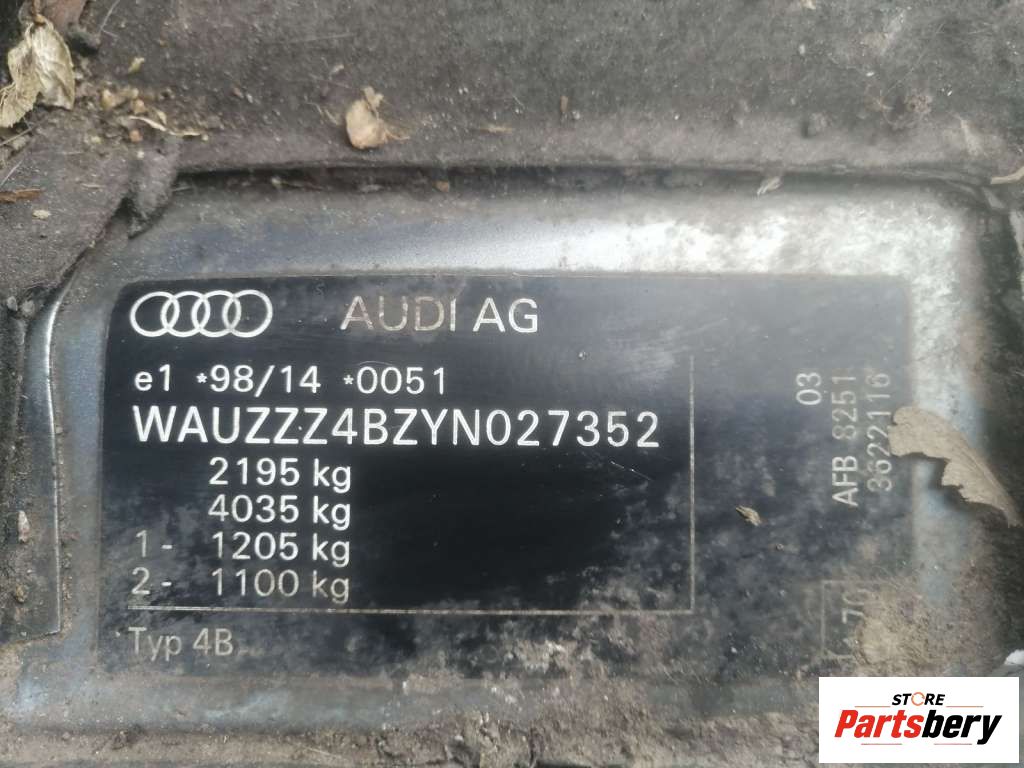 AUDI AG
e1 *98/14 *0051
WAUZZZ4BZYN027352
2195 kg
4035 kg
1- 1205 kg
2- 1100 kg
Typ 4B
03
AFB 8251
3622116
STORE
Partsbery